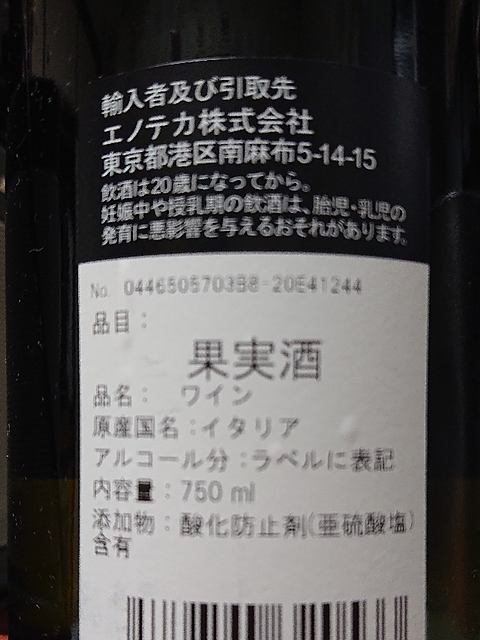 輸入者及び引取先
エノテカ株式会社
東京都港区南麻布5-14-15
飲酒は20歳になってから。
妊娠中や授乳期の飲酒は、胎児・乳児の
発育に悪影響を与えるおそれがあります。
No. 0446505703B8-20E41244
品目：
果実酒
品名： ワイン
原産国名：イタリア
アルコール分：ラベルに表記
内容量：750 ml
添加物：酸化防止剤(亜硫酸塩)
含有